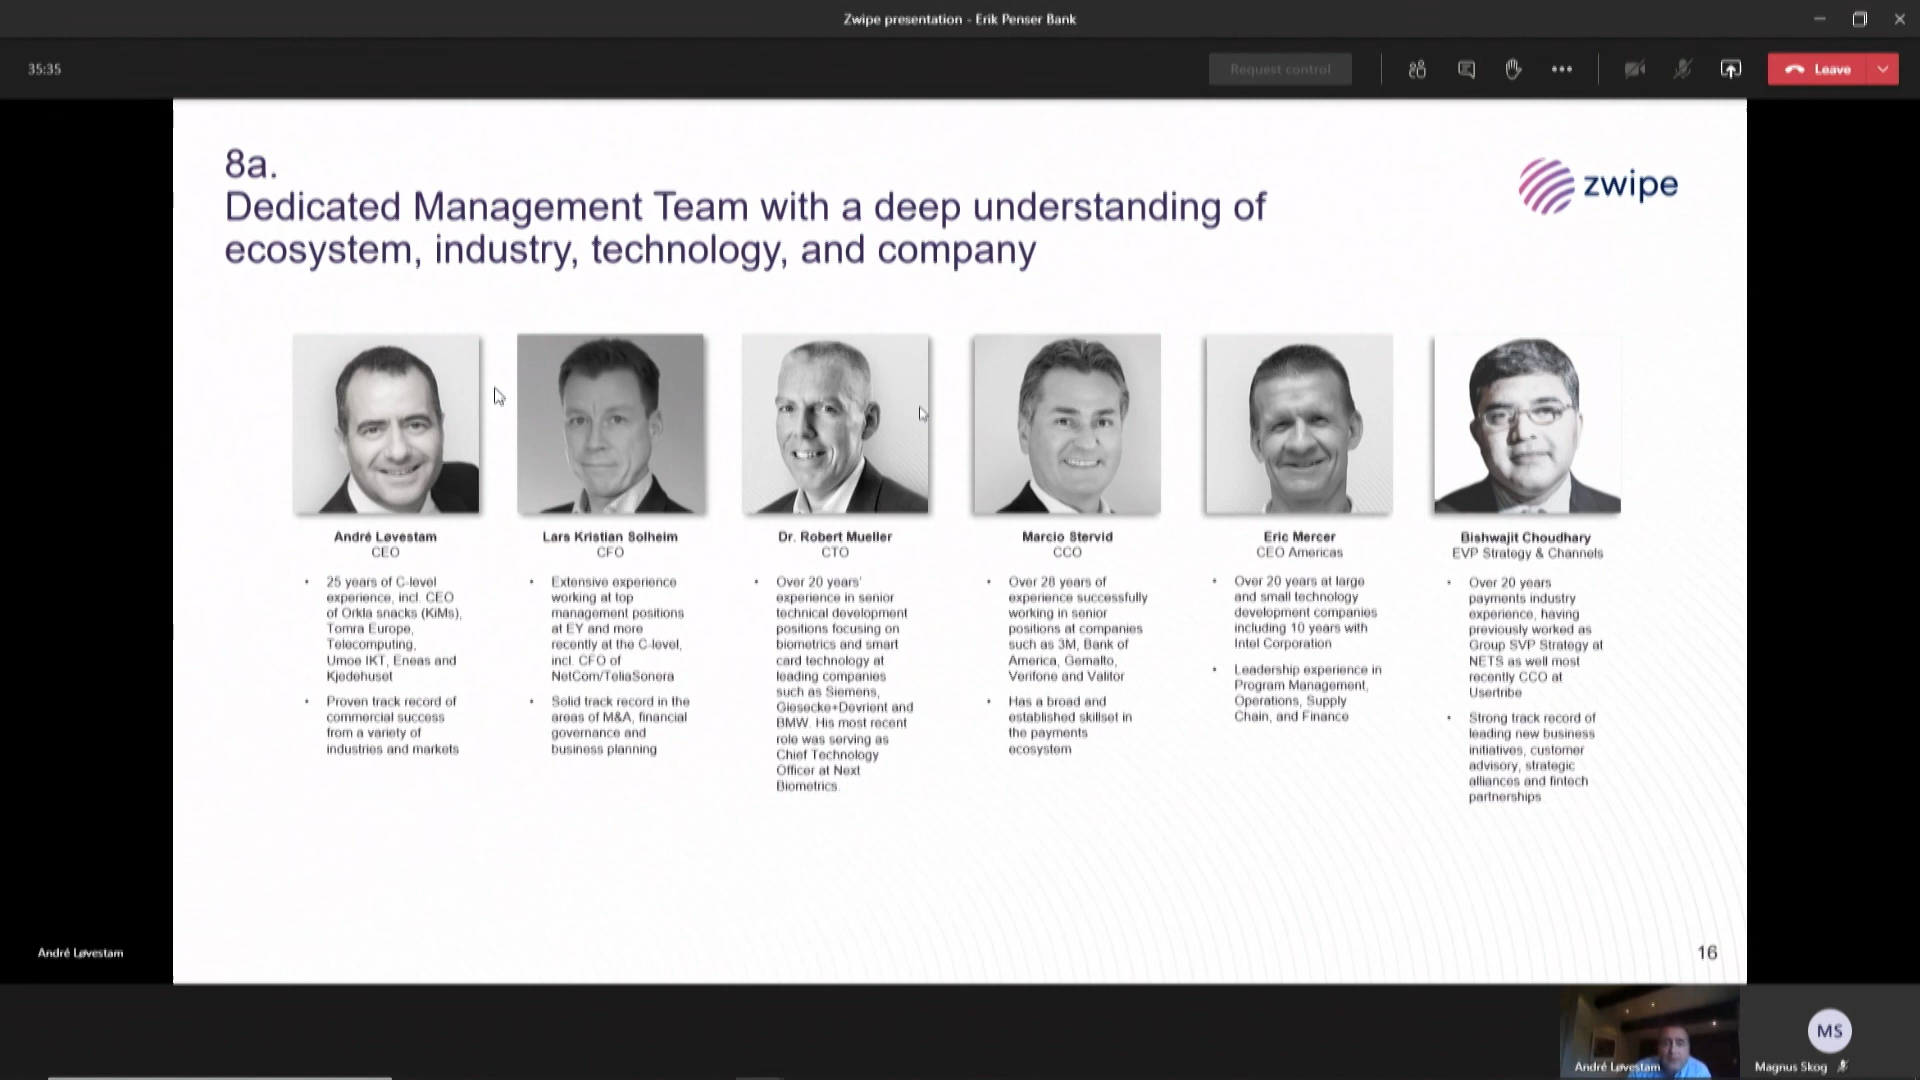 Zwipe presentation - Erik Penser Bank
35:35
Request control
Leave
8a.
Dedicated Management Team with a deep understanding of
ecosystem, industry, technology, and company
zwipe
André Løvestam
CEO
• 25 years of C-level
experience, incl. CEO
of Orkla snacks (KiMs),
Tomra Europe,
Telecomputing,
Umoe IKT, Eneas and
Kjedehuset
• Proven track record of
commercial success
from a variety of
industries and markets
Lars Kristian Solheim
CFO
• Extensive experience
working at top
management positions
at EY and more
recently at the C-level,
incl. CFO of
NetCom/TeliaSonera
• Solid track record in the
areas of M&A, financial
governance and
business planning
Dr. Robert Mueller
CTO
• Over 20 years'
experience in senior
technical development
positions focusing on
biometrics and smart
card technology at
leading companies
such as Siemens,
Giesecke+Devrient and
BMW. His most recent
role was serving as
Chief Technology
Officer at Next
Biometrics.
Marcio Stervid
CCO
• Over 28 years of
experience successfully
working in senior
positions at companies
such as 3M, Bank of
America, Gemalto,
Verifone and Valitor
• Has a broad and
established skillset in
the payments
ecosystem
Eric Mercer
CEO Americas
• Over 20 years at large
and small technology
development companies
including 10 years with
Intel Corporation
• Leadership experience in
Program Management,
Operations, Supply
Chain, and Finance
Bishwajit Choudhary
EVP Strategy & Channels
• Over 20 years
payments industry
experience, having
previously worked as
Group SVP Strategy at
NETS as well most
recently CCO at
Usertribe
• Strong track record of
leading new business
initiatives, customer
advisory, strategic
alliances and fintech
partnerships
André Løvestam
16
André Løvestam
MS
Magnus Skog